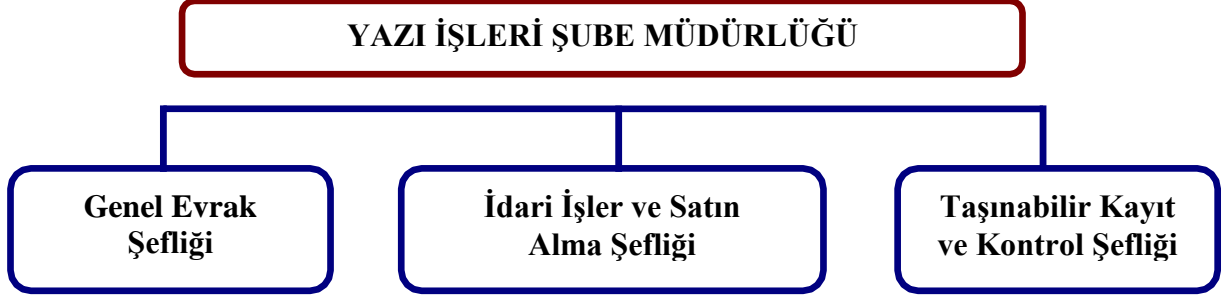 YAZI İŞLERİ ŞUBE MÜDÜRLÜĞÜ
Genel Evrak
Şefliği
İdari İşler ve Satın
Alma Şefliği
Taşınabilir Kayıt
ve Kontrol Şefliği